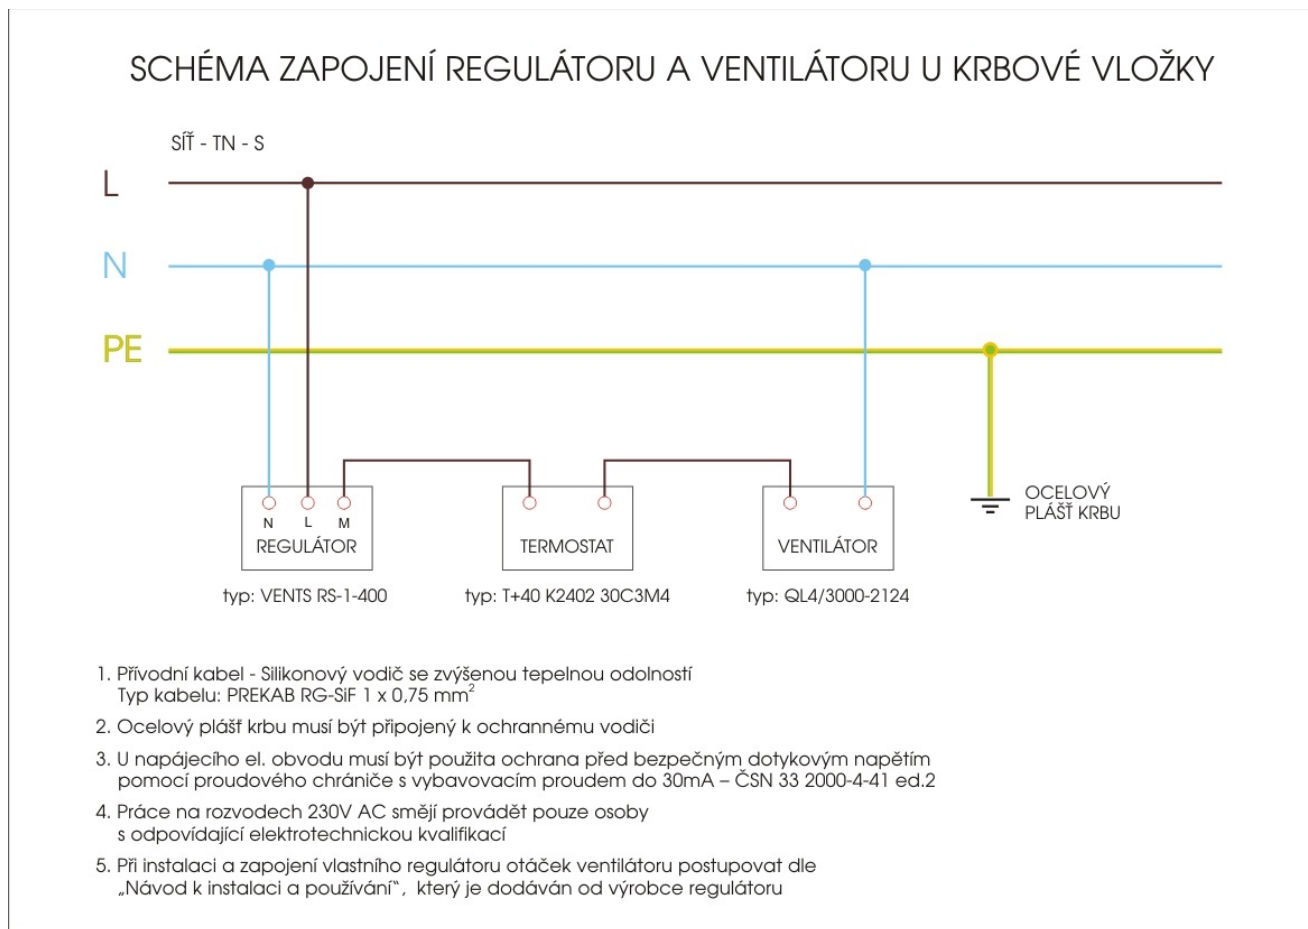 SCHÉMA ZAPOJENÍ REGULÁTORU A VENTILÁTORU U KRBOVÉ VLOŽKY
SÍŤ - TN - S
L
N
PE
OCELOVÝ
PLÁŠŤ KRBU
N L M
REGULÁTOR
TERMOSTAT
VENTILÁTOR
typ: VENTS RS-1-400
typ: T+40 K2402 30C3M4
typ: QL4/3000-2124
1. Přívodní kabel - Silikonový vodič se zvýšenou tepelnou odolností
Typ kabelu: PREKAB RG-SiF 1 x 0,75 mm²
2. Ocelový plášť krbu musí být připojený k ochrannému vodiči
3. U napájecího el. obvodu musí být použita ochrana před bezpečným dotykovým napětím
pomocí proudového chrániče s vybavovacím proudem do 30mA – ČSN 33 2000-4-41 ed.2
4. Práce na rozvodech 230V AC smějí provádět pouze osoby
s odpovídající elektrotechnickou kvalifikací
5. Při instalaci a zapojení vlastního regulátoru otáček ventilátoru postupovat dle
„Návod k instalaci a používání“, který je dodáván od výrobce regulátoru